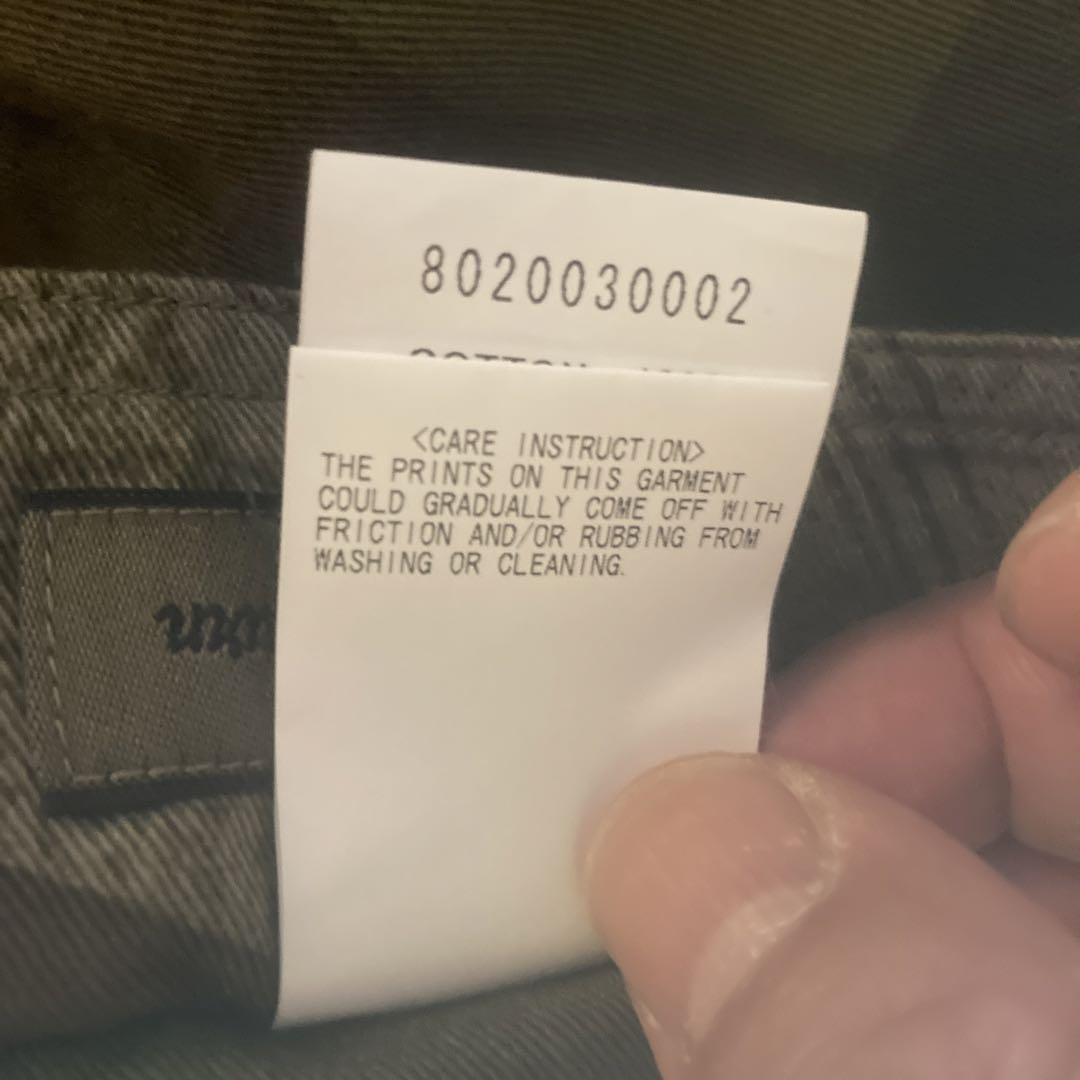 8020030002
COTTON
<CARE INSTRUCTION>
THE PRINTS ON THIS GARMENT
COULD GRADUALLY COME OFF WITH
FRICTION AND/OR RUBBING FROM
WASHING OR CLEANING.